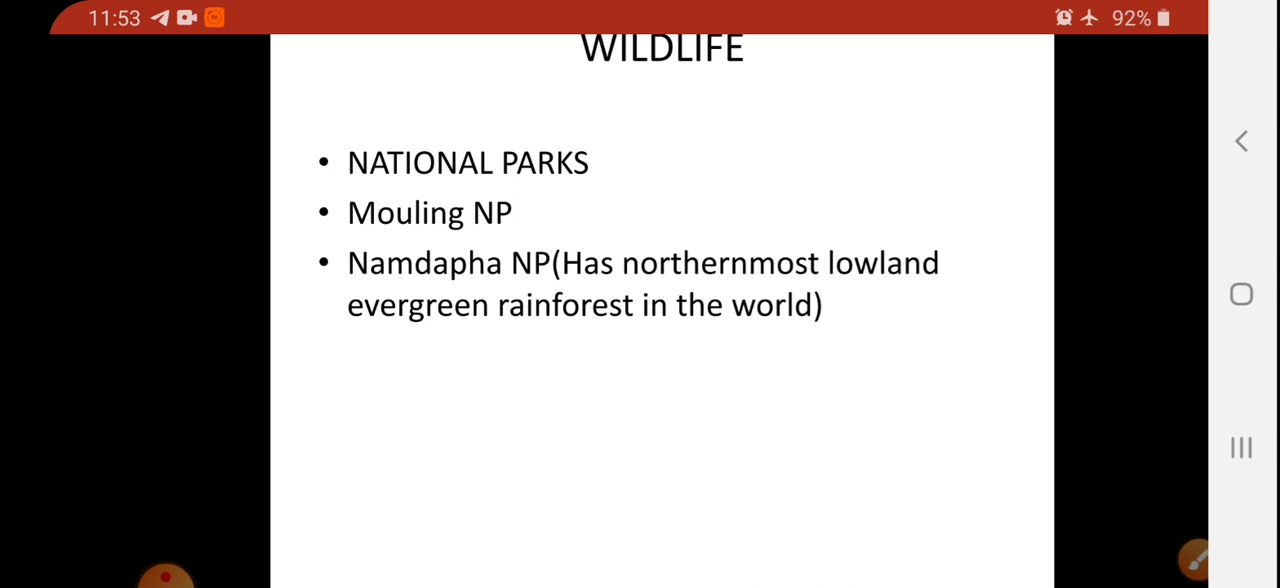 11:53 92%
WILDLIFE
• NATIONAL PARKS
• Mouling NP
• Namdapha NP(Has northernmost lowland
evergreen rainforest in the world)